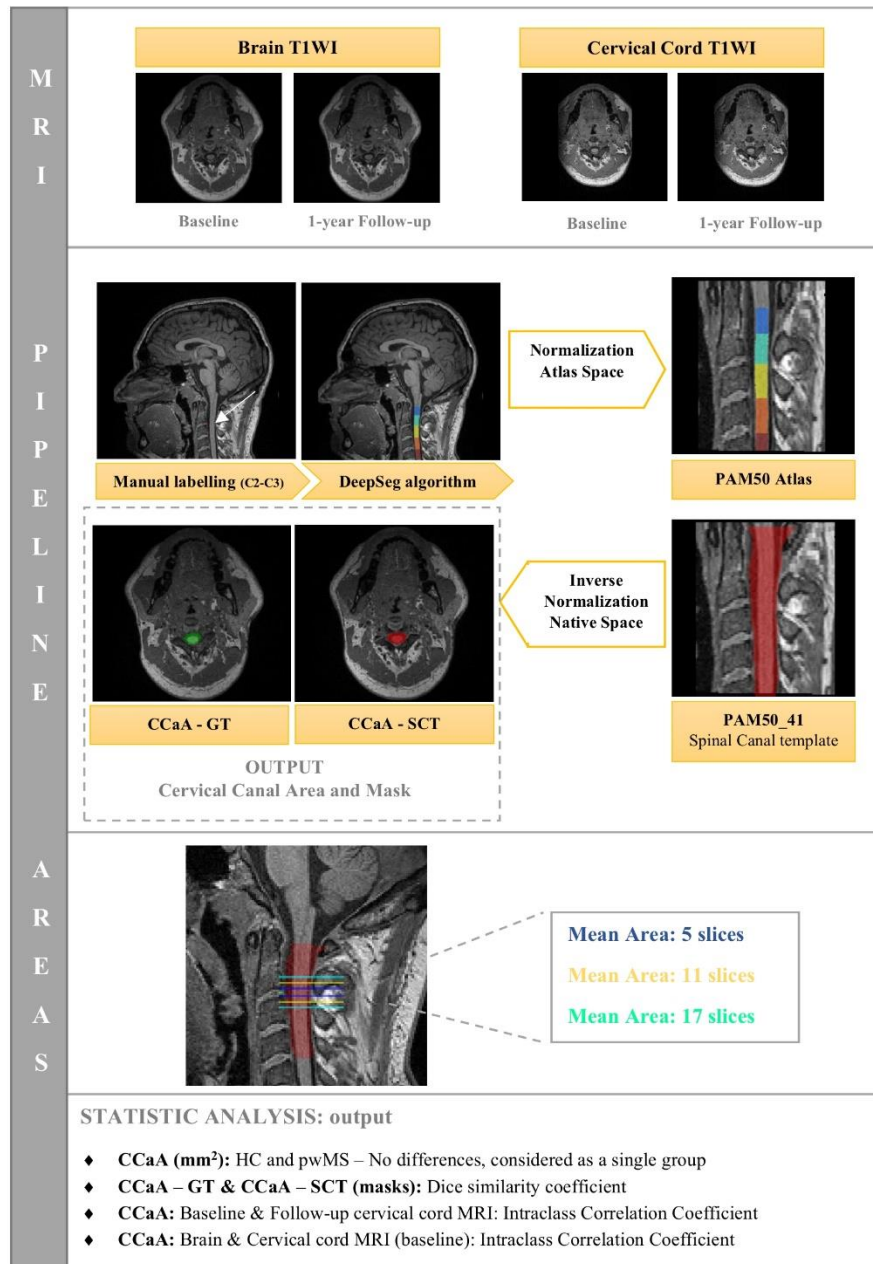 MRI
Brain T1WI
Cervical Cord T1WI
Baseline
1-year Follow-up
Baseline
1-year Follow-up
PIPELINE
Manual labelling (C2-C3)
DeepSeg algorithm
Normalization
Atlas Space
PAM50 Atlas
CCaA - GT
CCaA - SCT
OUTPUT
Cervical Canal Area and Mask
Inverse
Normalization
Native Space
PAM50_41
Spinal Canal template
AREAS
Mean Area: 5 slices
Mean Area: 11 slices
Mean Area: 17 slices
STATISTIC ANALYSIS: output
♦ CCaA (mm²): HC and pwMS – No differences, considered as a single group
♦ CCaA – GT & CCaA – SCT (masks): Dice similarity coefficient
♦ CCaA: Baseline & Follow-up cervical cord MRI: Intraclass Correlation Coefficient
♦ CCaA: Brain & Cervical cord MRI (baseline): Intraclass Correlation Coefficient